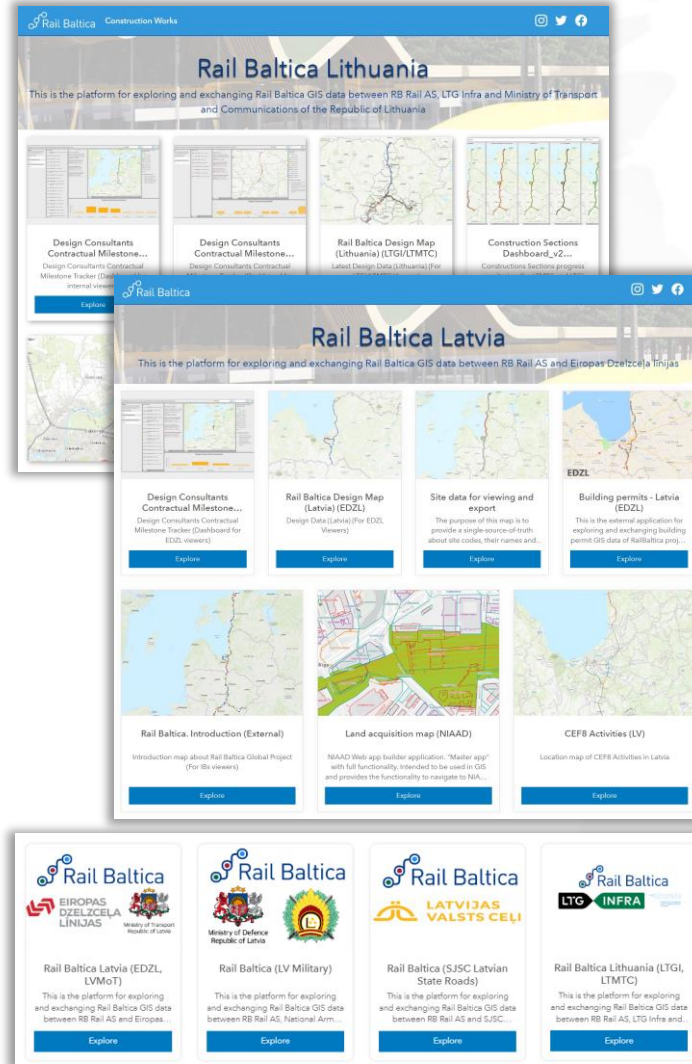 Rail Baltica Construction Works
Rail Baltica Lithuania
This is the platform for exploring and exchanging Rail Baltica GIS data between RB Rail AS, LTG Infra and Ministry of Transport
and Communications of the Republic of Lithuania
Design Consultants
Contractual Milestone...
Design Consultants Contractual
Milestone Tracker (Dashboard for
internal viewers
Explore
Design Consultants
Contractual Milestone...
Design Consultants Contractual
Rail Baltica Design Map
(Lithuania) (LTGI/LTMTC)
Latest Design Data (Lithuania) (For
Construction Sections
Dashboard_v2...
Constructions Sections progress
Rail Baltica
Rail Baltica Latvia
This is the platform for exploring and exchanging Rail Baltica GIS data between RB Rail AS and Eiropas Dzelzceļa līnijas
Design Consultants
Contractual Milestone...
Design Consultants Contractual
Milestone Tracker (Dashboard for
EDZL viewers)
Explore
Rail Baltica Design Map
(Latvia) (EDZL)
Design Data (Latvia) (For EDZL
Viewers)
Explore
Site data for viewing and
export
The purpose of this map is to
provide a single-source-of-truth
about site codes, their names and...
Explore
EDZL
Building permits - Latvia
(EDZL)
This is the external application for
exploring and exchanging building
permit GIS data of RailBaltica proj...
Explore
Rail Baltica. Introduction (External)
Introduction map about Rail Baltica Global Project
(For IBs viewers)
Explore
Land acquisition map (NIAAD)
NIAAD Web app builder application. "Master app"
with full functionality. Intended to be used in GIS
and provides the functionality to navigate to NIA...
Explore
CEF8 Activities (LV)
Location map of CEF8 Activities in Latvia
Explore
Rail Baltica
EIROPAS
DZELZCEĻA
LĪNIJAS
Ministry of Transport
Republic of Latvia
Rail Baltica Latvia (EDZL,
LVMoT)
This is the platform for exploring
and exchanging Rail Baltica GIS data
between RB Rail AS and Eiropas...
Explore
Rail Baltica
Ministry of Defence
Republic of Latvia
Rail Baltica (LV Military)
This is the platform for exploring
and exchanging Rail Baltica GIS data
between RB Rail AS, National Arm...
Explore
Rail Baltica
LATVIJAS
VALSTS CEĻI
Rail Baltica (SJSC Latvian
State Roads)
This is the platform for exploring
and exchanging Rail Baltica GIS data
between RB Rail AS and SJSC...
Explore
Rail Baltica
LTG INFRA
Rail Baltica Lithuania (LTGI,
LTMTC)
This is the platform for exploring
and exchanging Rail Baltica GIS data
between RB Rail AS, LTG Infra and...
Explore